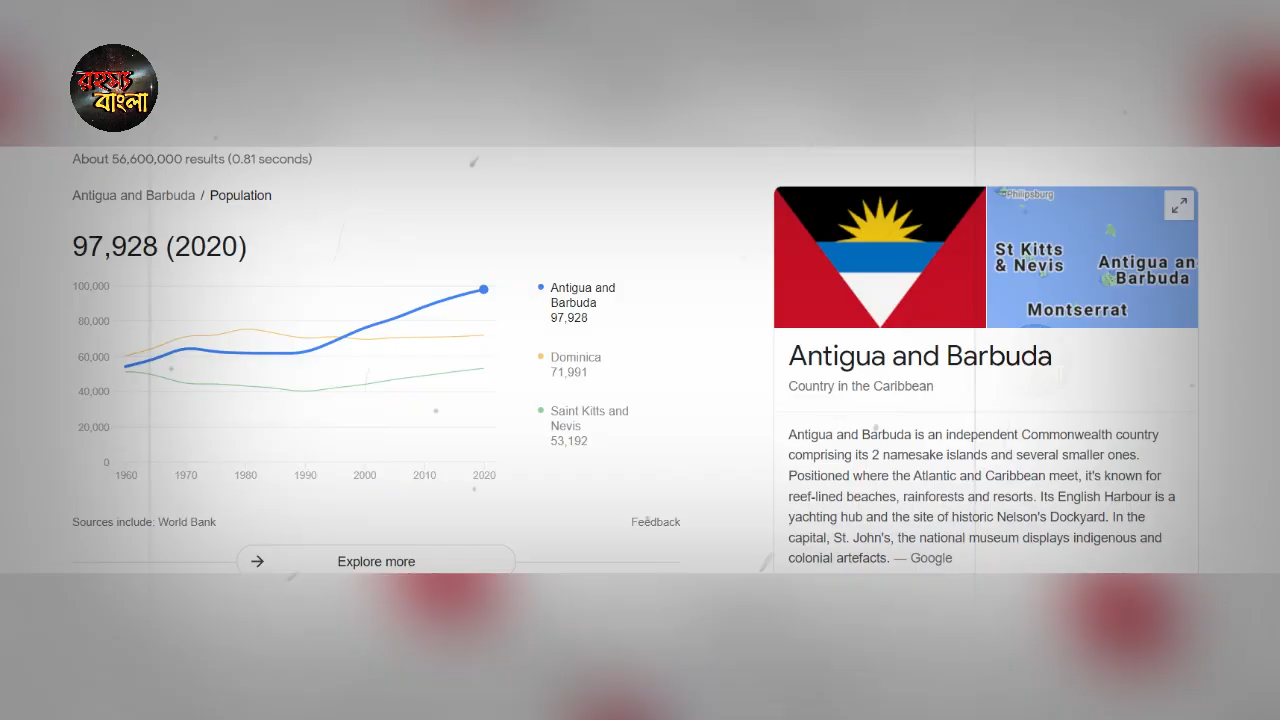 রহস্য
বাংলা
About 56,600,000 results (0.81 seconds)
Antigua and Barbuda / Population
97,928 (2020)
100,000
80,000
60,000
40,000
20,000
0
1960 1970 1980 1990 2000 2010 2020
Antigua and
Barbuda
97,928
Dominica
71,991
Saint Kitts and
Nevis
53,192
Sources include: World Bank
Feedback
Explore more
Philipsburg
St Kitts
& Nevis
Antigua an
Barbuda
Montserrat
Antigua and Barbuda
Country in the Caribbean
Antigua and Barbuda is an independent Commonwealth country
comprising its 2 namesake islands and several smaller ones.
Positioned where the Atlantic and Caribbean meet, it's known for
reef-lined beaches, rainforests and resorts. Its English Harbour is a
yachting hub and the site of historic Nelson's Dockyard. In the
capital, St. John's, the national museum displays indigenous and
colonial artefacts. — Google